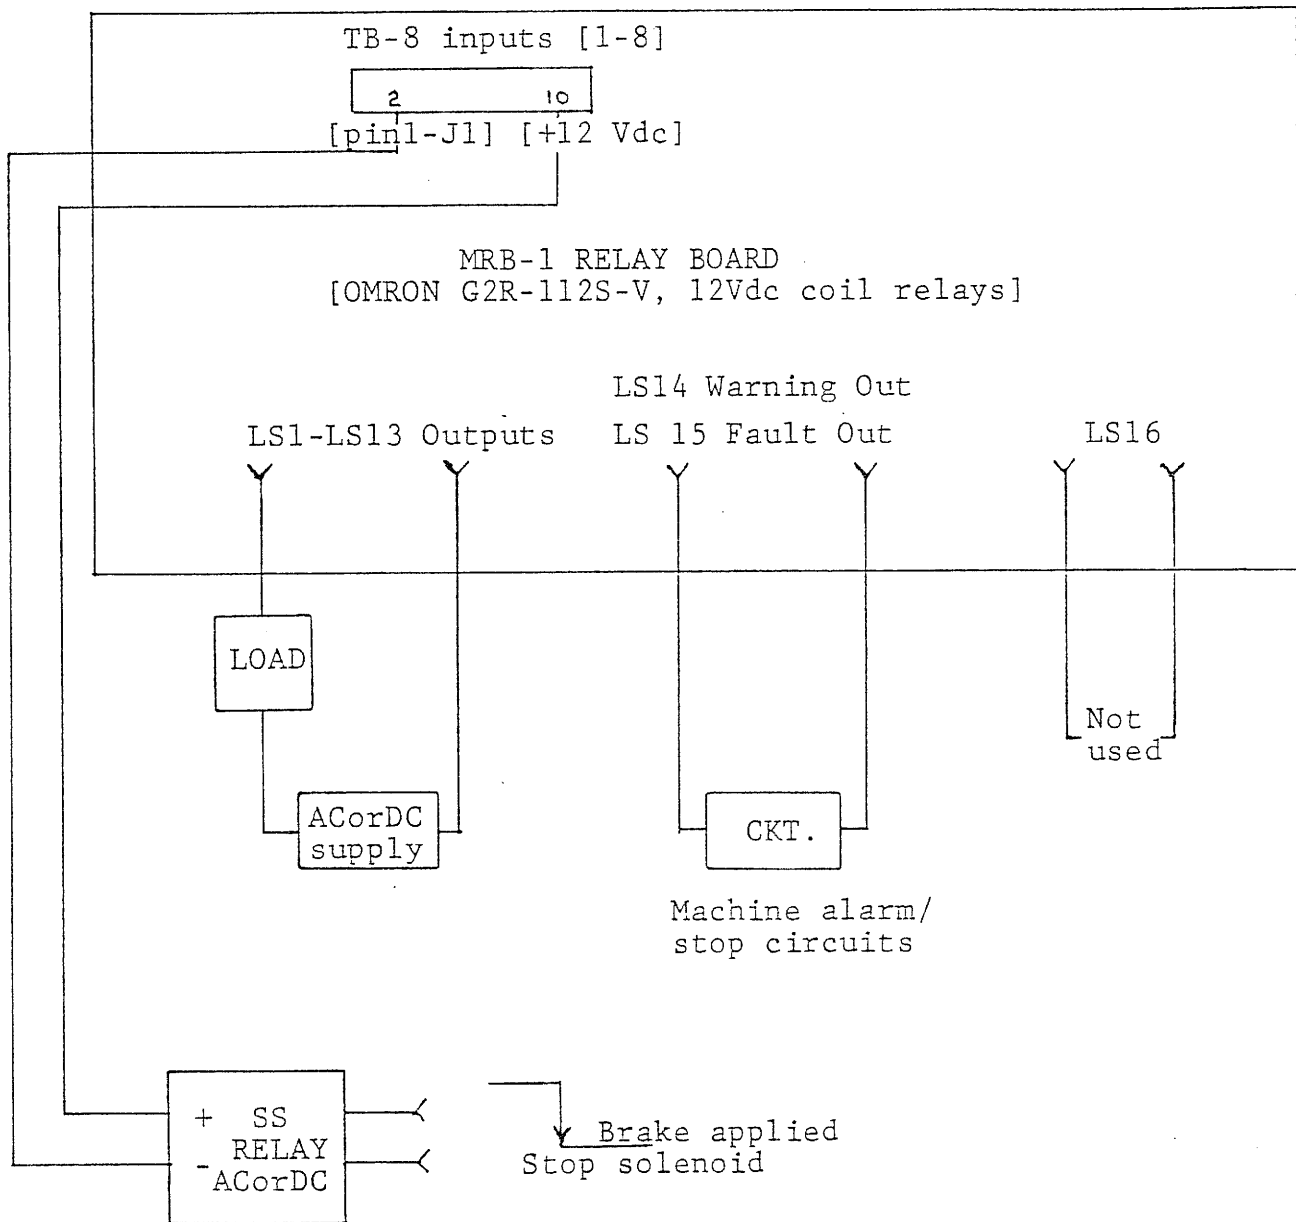 TB-8 inputs [1-8]
2 10
[pin1-J1] [+12 Vdc]
MRB-1 RELAY BOARD
[OMRON G2R-112S-V, 12Vdc coil relays]
LS14 Warning Out
LS1-LS13 Outputs LS 15 Fault Out LS16
LOAD
Not
used
ACorDC
supply
CKT.
Machine alarm/
stop circuits
+ SS
RELAY
- ACorDC
Brake applied
Stop solenoid